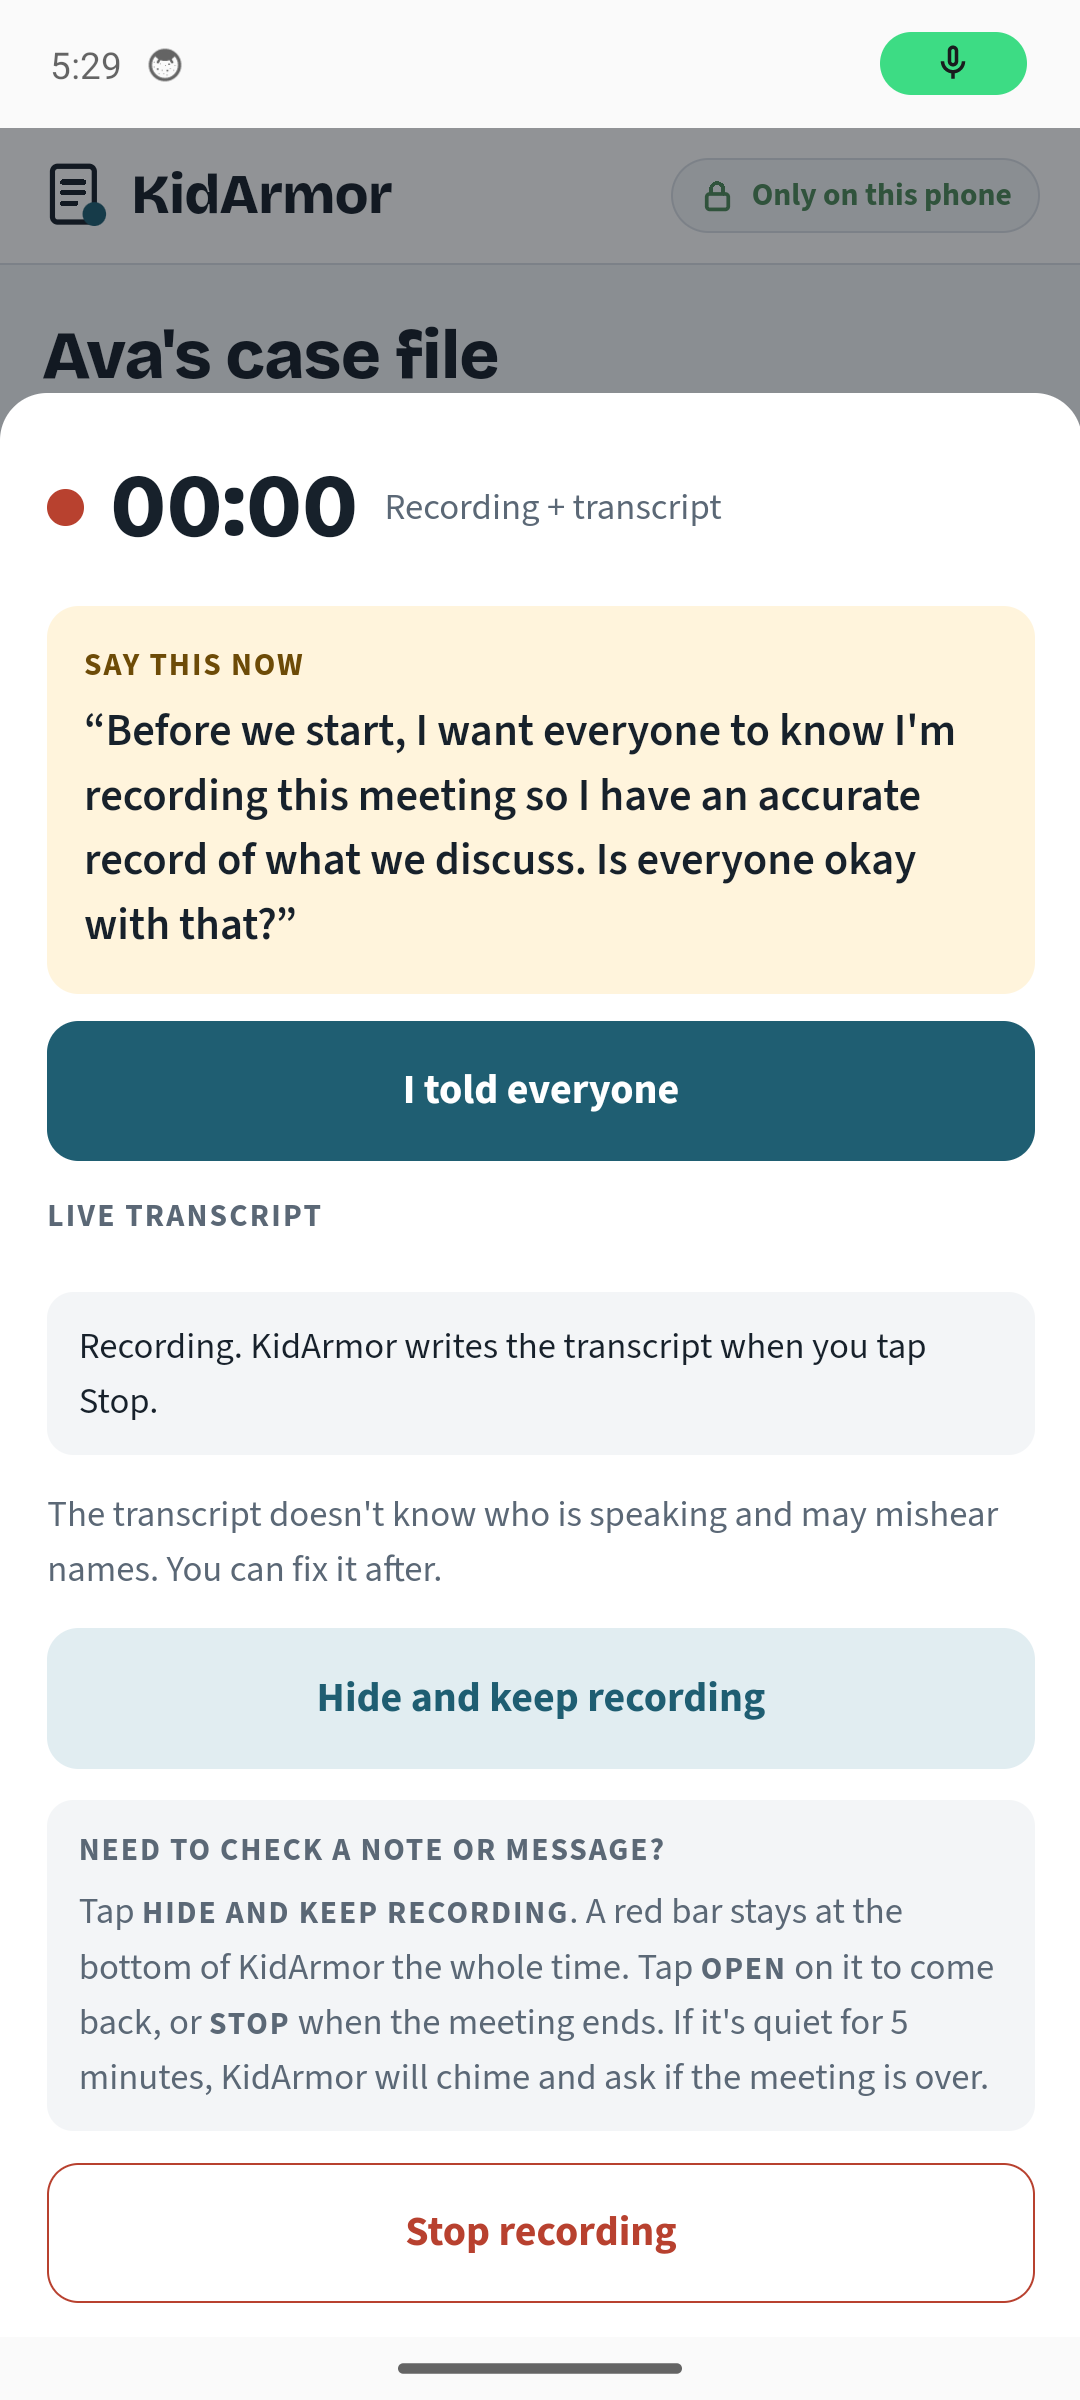 5:29
KidArmor
Only on this phone
Ava's case file
00:00 Recording + transcript
SAY THIS NOW
“Before we start, I want everyone to know I'm
recording this meeting so I have an accurate
record of what we discuss. Is everyone okay
with that?”
I told everyone
LIVE TRANSCRIPT
Recording. KidArmor writes the transcript when you tap
Stop.
The transcript doesn't know who is speaking and may mishear
names. You can fix it after.
Hide and keep recording
NEED TO CHECK A NOTE OR MESSAGE?
Tap HIDE AND KEEP RECORDING. A red bar stays at the
bottom of KidArmor the whole time. Tap OPEN on it to come
back, or STOP when the meeting ends. If it's quiet for 5
minutes, KidArmor will chime and ask if the meeting is over.
Stop recording